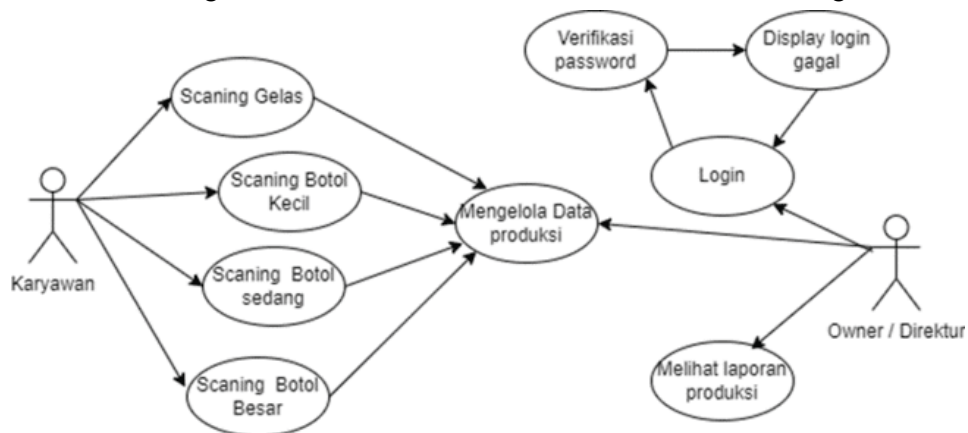 Verifikasi
password
Display login
gagal
Scaning Gelas
Scaning Botol
Kecil
Login
Mengelola Data
produksi
Karyawan
Scaning Botol
sedang
Owner / Direktur
Melihat laporan
produksi
Scaning Botol
Besar